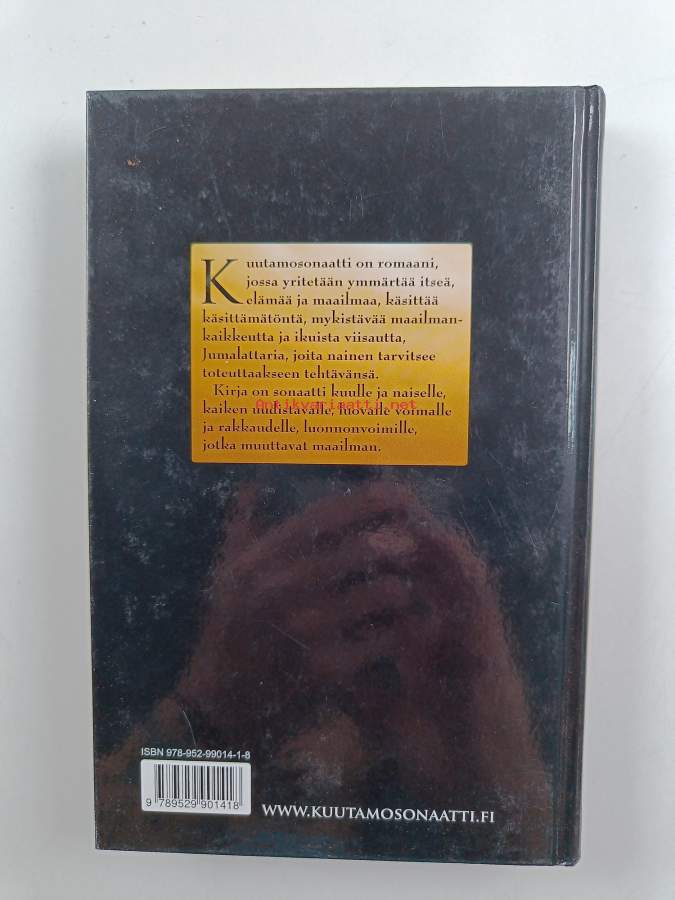 Kuutamosonaatti on romaani,
jossa yritetään ymmärtää itseä,
elämää ja maailmaa, käsittää
käsittämätöntä, mykistävää maailman-
kaikkeutta ja ikuista viisautta,
Jumalattaria, joita nainen tarvitsee
toteuttaakseen tehtävänsä.
Kirja on sonaatti kuulle ja naiselle,
Antikvariaatti.net
kaiken uudistavalle, luovalle voimalle
ja rakkaudelle, luonnonvoimille,
jotka muuttavat maailman.
ISBN 978-952-99014-1-8
9 789529 901418
WWW.KUUTAMOSONAATTI.FI